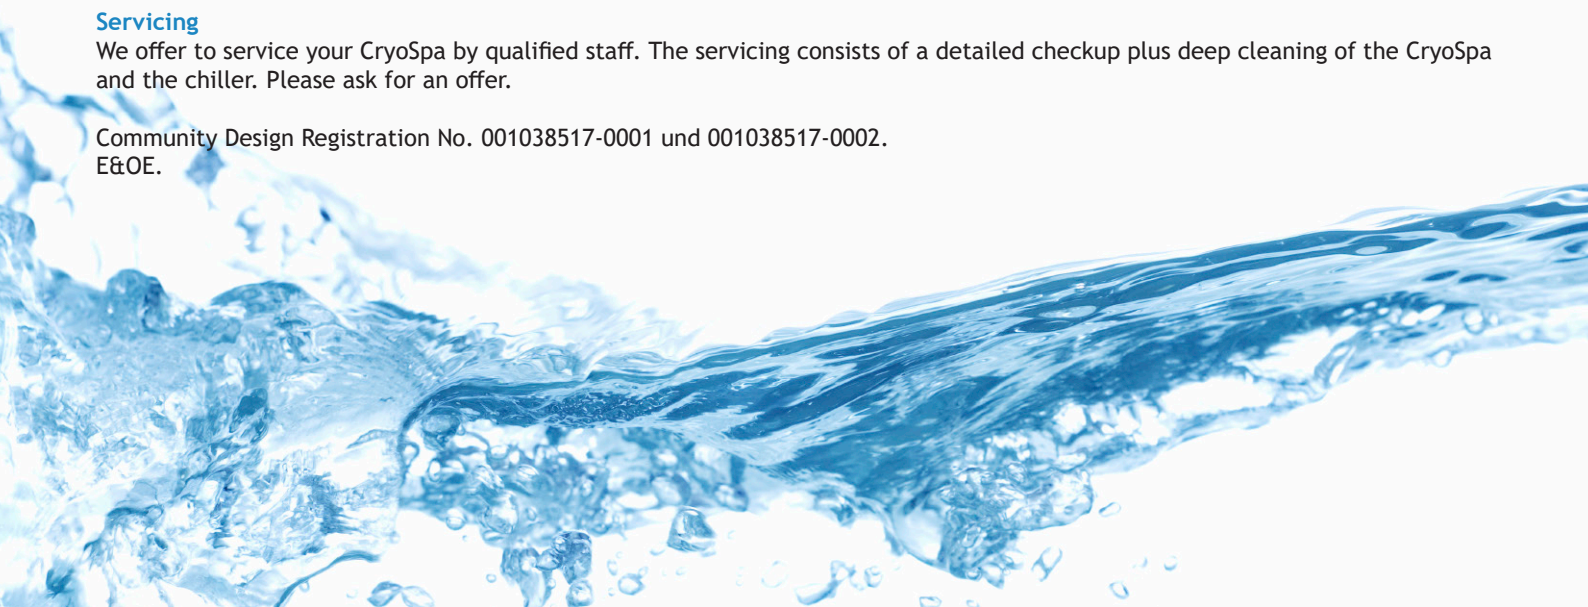 Servicing
We offer to service your CryoSpa by qualified staff. The servicing consists of a detailed checkup plus deep cleaning of the CryoSpa
and the chiller. Please ask for an offer.
Community Design Registration No. 001038517-0001 und 001038517-0002.
E&OE.